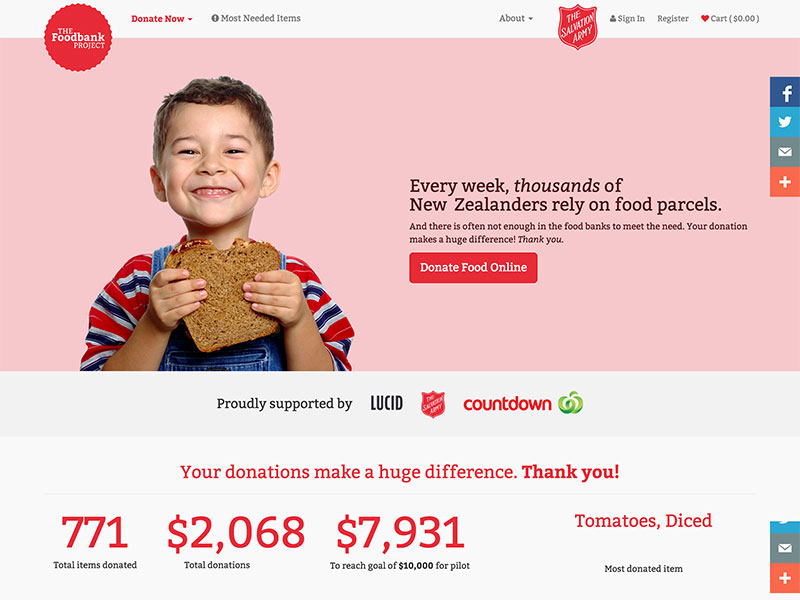 THE
Foodbank
PROJECT
Donate Now
Most Needed Items
About
THE
SALVATION
ARMY
Sign In
Register
Cart ( $0.00 )
Every week, thousands of
New Zealanders rely on food parcels.
And there is often not enough in the food banks to meet the need. Your donation
makes a huge difference! Thank you.
Donate Food Online
Proudly supported by
LUCID
THE
SALVATION
ARMY
countdown
Your donations make a huge difference. Thank you!
771
Total items donated
$2,068
Total donations
$7,931
To reach goal of $10,000 for pilot
Tomatoes, Diced
Most donated item